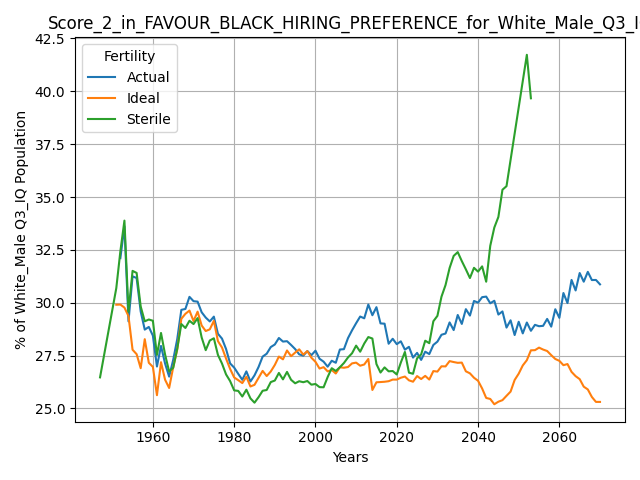 Score_2_in_FAVOUR_BLACK_HIRING_PREFERENCE_for_White_Male_Q3_I
Fertility
Actual
Ideal
Sterile
% of White_Male Q3_IQ Population
42.5
40.0
37.5
35.0
32.5
30.0
27.5
25.0
1960
1980
2000
2020
2040
2060
Years